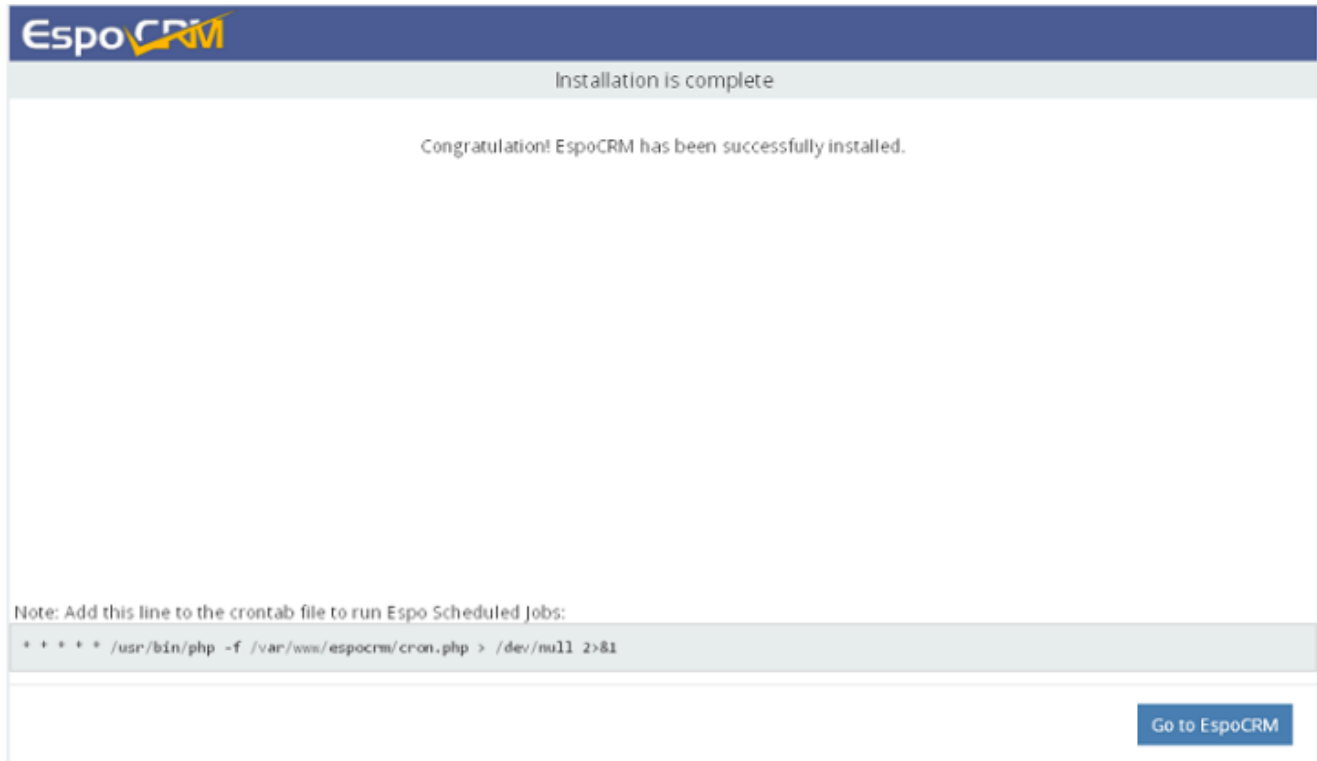 EspoCRM
Installation is complete
Congratulation! EspoCRM has been successfully installed.
Note: Add this line to the crontab file to run Espo Scheduled Jobs:
* * * * * /usr/bin/php -f /var/www/espocrm/cron.php > /dev/null 2>&1
Go to EspoCRM